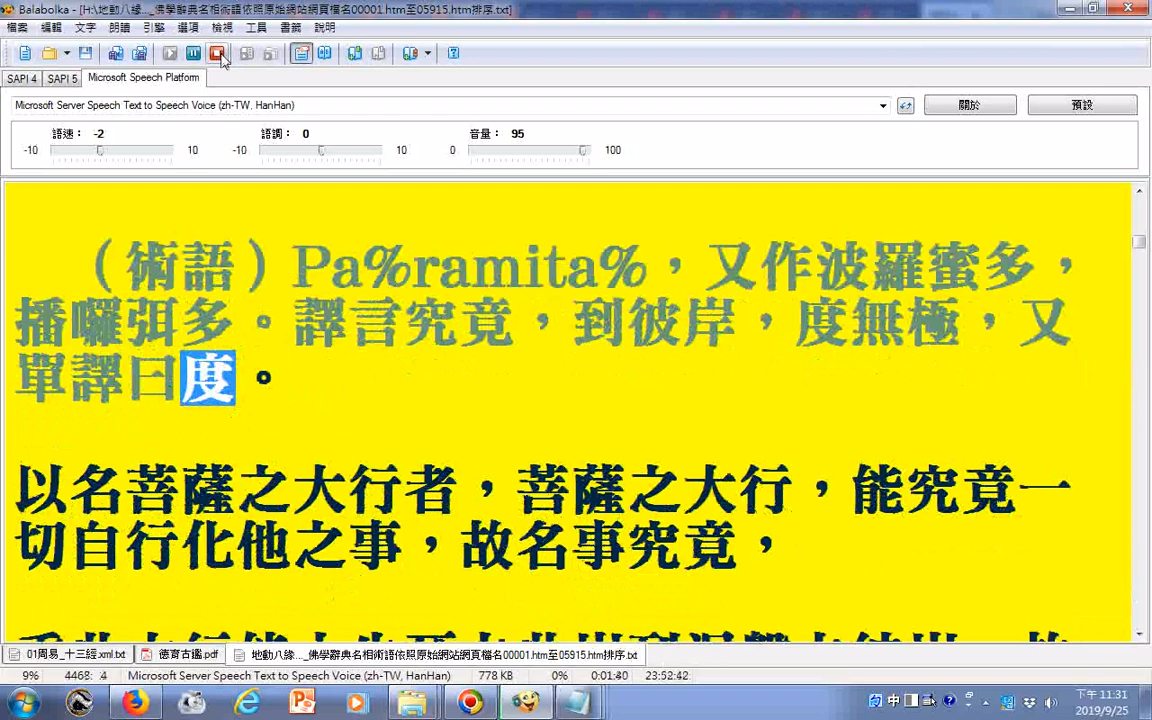 Balabolka - [H:\地動八緣..._佛學辭典名相術語依照原始網站網頁檔名00001.htm至05915.htm排序.txt]
檔案 編輯 文字 朗讀 引擎 選項 檢視 工具 書籤 說明
SAPI 4 SAPI 5 Microsoft Speech Platform
Microsoft Server Speech Text to Speech Voice (zh-TW, HanHan) 關於 預設
語速： -2 語調： 0 音量： 95
-10 10 -10 10 0 100
（術語）Pa%ramita%，又作波羅蜜多，
播囉弭多。譯言究竟，到彼岸，度無極，又
單譯曰度。
以名菩薩之大行者，菩薩之大行，能究竟一
切自行化他之事，故名事究竟，
01周易_十三經.xml.txt 德育古鑑.pdf 地動八緣..._佛學辭典名相術語依照原始網站網頁檔名00001.htm至05915.htm排序.txt
9% 4468: 4 Microsoft Server Speech Text to Speech Voice (zh-TW, HanHan) 778 KB 0% 0:01:40 23:52:42
中 下午 11:31
2019/9/25